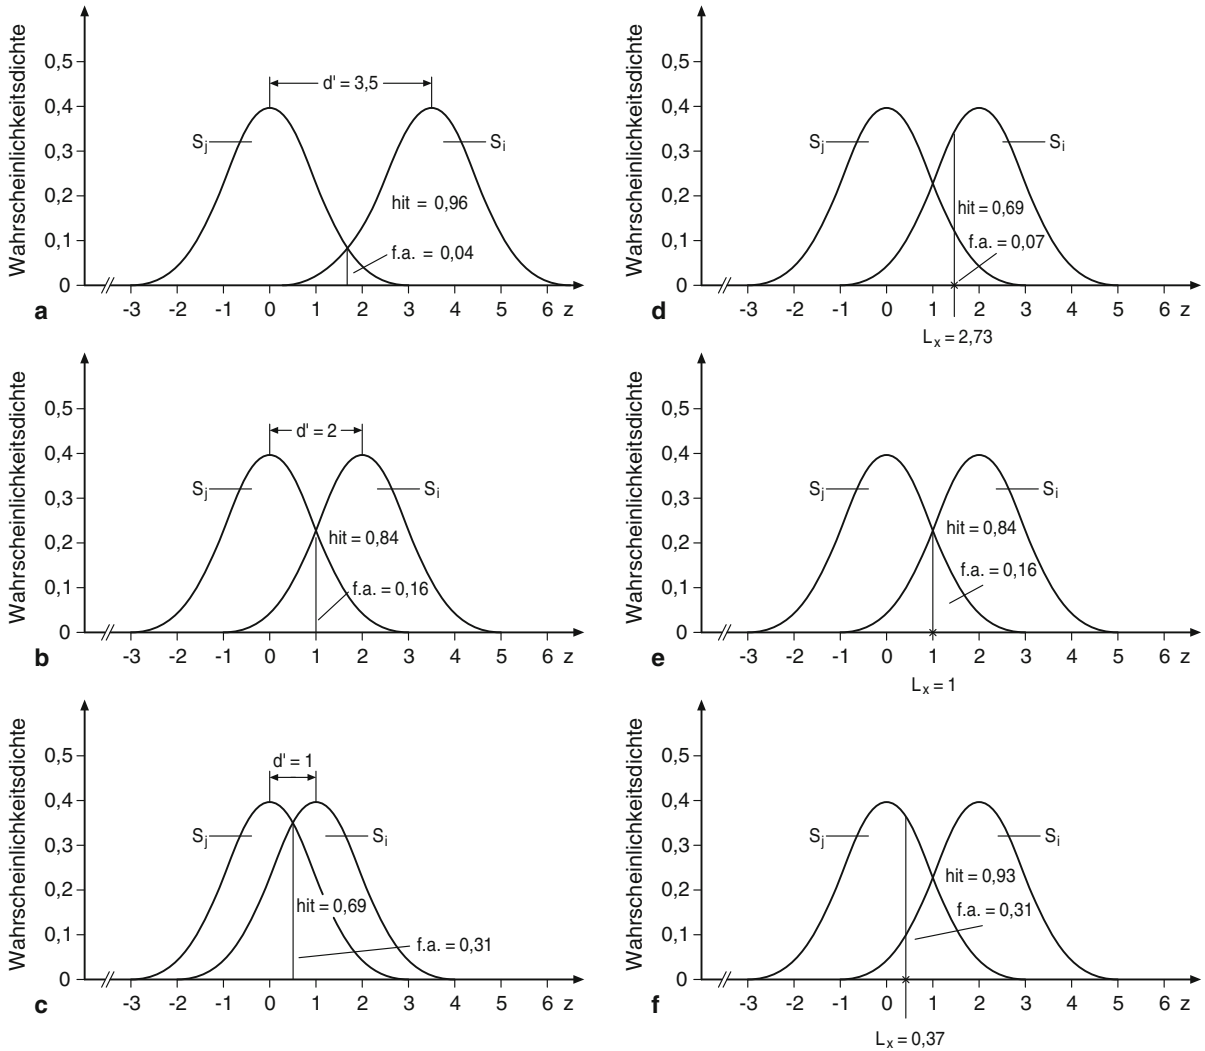 Wahrscheinlichkeitsdichte
0,5
d' = 3,5
0,4
Sj
Si
0,3
0,2
hit = 0,96
0,1
f.a. = 0,04
0
-3 -2 -1 0 1 2 3 4 5 6 z
a
Wahrscheinlichkeitsdichte
0,5
0,4
Sj
Si
0,3
0,2
hit = 0,69
0,1
f.a. = 0,07
0
-3 -2 -1 0 1 2 3 4 5 6 z
d
Lx = 2,73
Wahrscheinlichkeitsdichte
0,5
d' = 2
0,4
Sj
Si
0,3
hit = 0,84
0,2
0,1
f.a. = 0,16
0
-3 -2 -1 0 1 2 3 4 5 6 z
b
Wahrscheinlichkeitsdichte
0,5
0,4
Sj
Si
0,3
hit = 0,84
0,2
f.a. = 0,16
0,1
0
-3 -2 -1 0 1 2 3 4 5 6 z
e
Lx = 1
Wahrscheinlichkeitsdichte
d' = 1
0,5
0,4
Sj
Si
0,3
0,2
hit = 0,69
0,1
f.a. = 0,31
0
-3 -2 -1 0 1 2 3 4 5 6 z
c
Wahrscheinlichkeitsdichte
0,5
0,4
Sj
Si
0,3
hit = 0,93
0,2
f.a. = 0,31
0,1
0
-3 -2 -1 0 1 2 3 4 5 6 z
f
Lx = 0,37